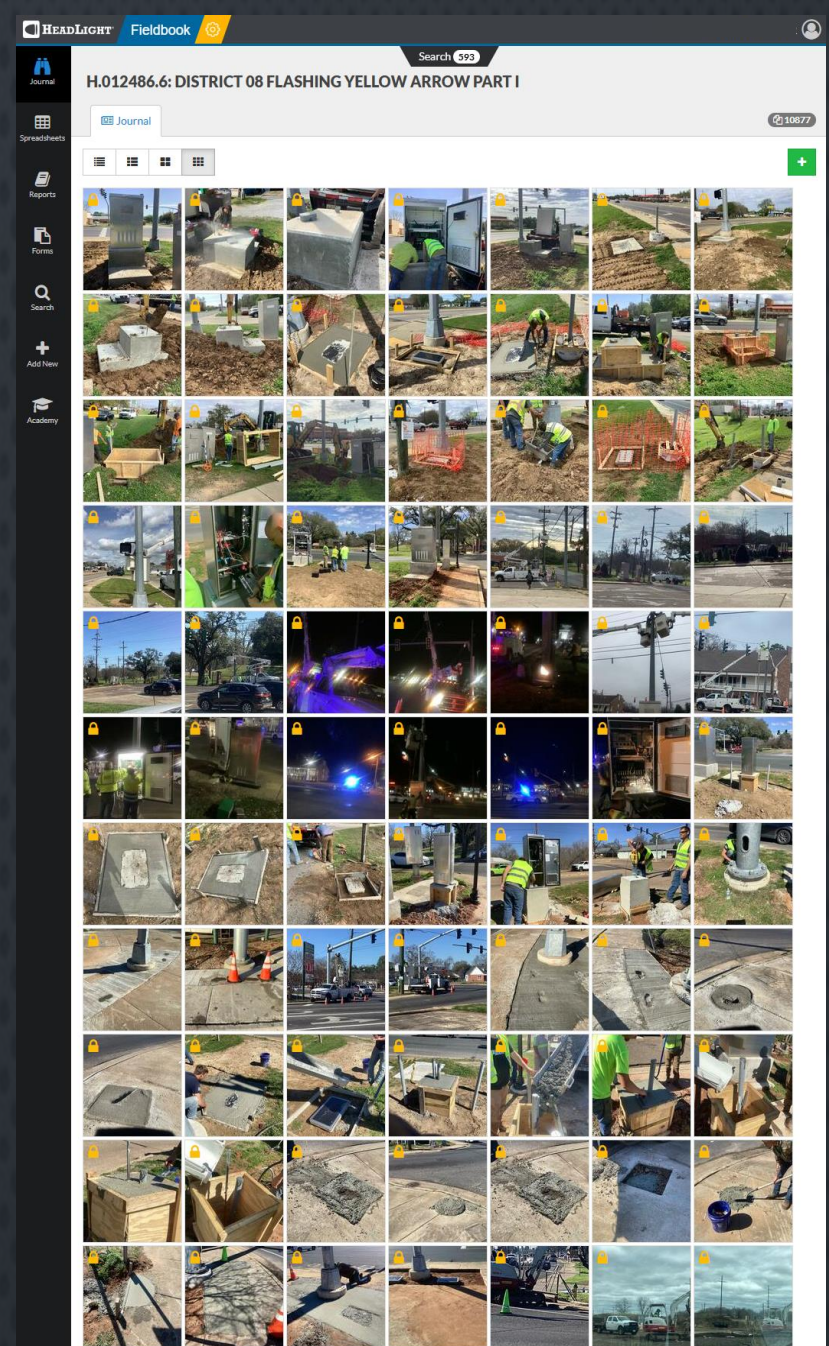 HEADLIGHT Fieldbook
Search 593
Journal
H.012486.6: DISTRICT 08 FLASHING YELLOW ARROW PART I
Journal
10877
Spreadsheets
+
Reports
Forms
Search
Add New
Academy